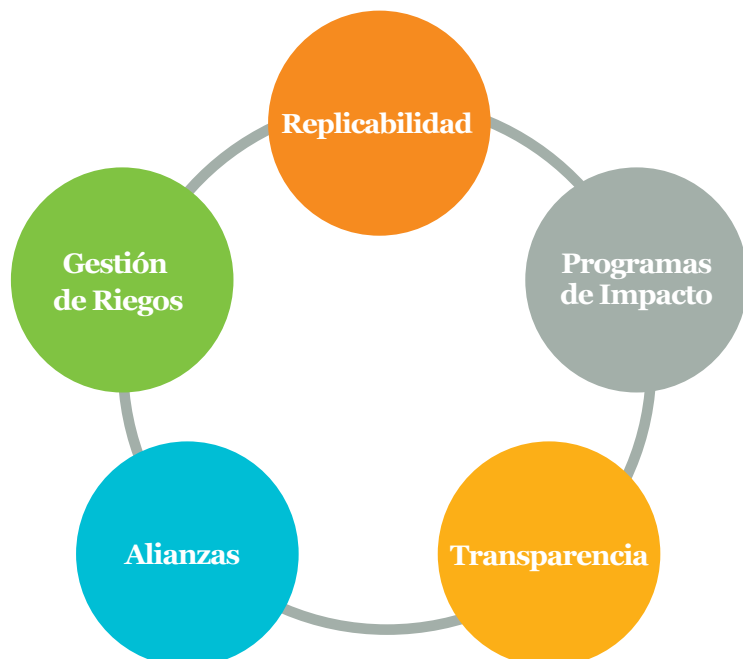 Replicabilidad
Programas
de Impacto
Transparencia
Alianzas
Gestión
de Riegos